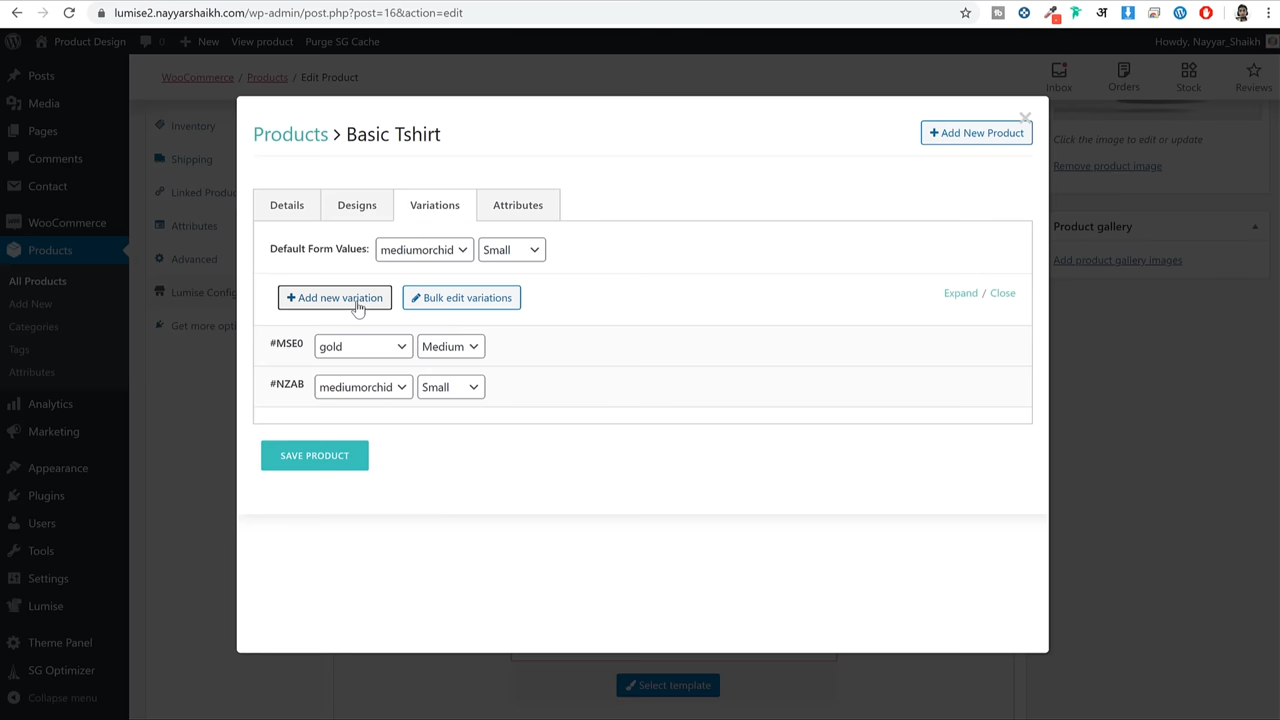 lumise2.nayyarshaikh.com/wp-admin/post.php?post=16&action=edit
Product Design
0
New
View product
Purge SG Cache
Howdy, Nayyar_Shaikh
Posts
Media
Pages
Comments
Contact
WooCommerce
Products
All Products
Add New
Categories
Tags
Attributes
Analytics
Marketing
Appearance
Plugins
Users
Tools
Settings
Lumise
Theme Panel
SG Optimizer
Collapse menu
WooCommerce / Products / Edit Product
Inbox
Orders
Stock
Reviews
Inventory
Shipping
Linked Produc
Attributes
Advanced
Lumise Config
Get more opti
Products > Basic Tshirt
Add New Product
Details
Designs
Variations
Attributes
Default Form Values: mediumorchid Small
Add new variation
Bulk edit variations
Expand / Close
#MSE0 gold Medium
#NZAB mediumorchid Small
SAVE PRODUCT
Select template
Click the image to edit or update
Remove product image
Product gallery
Add product gallery images